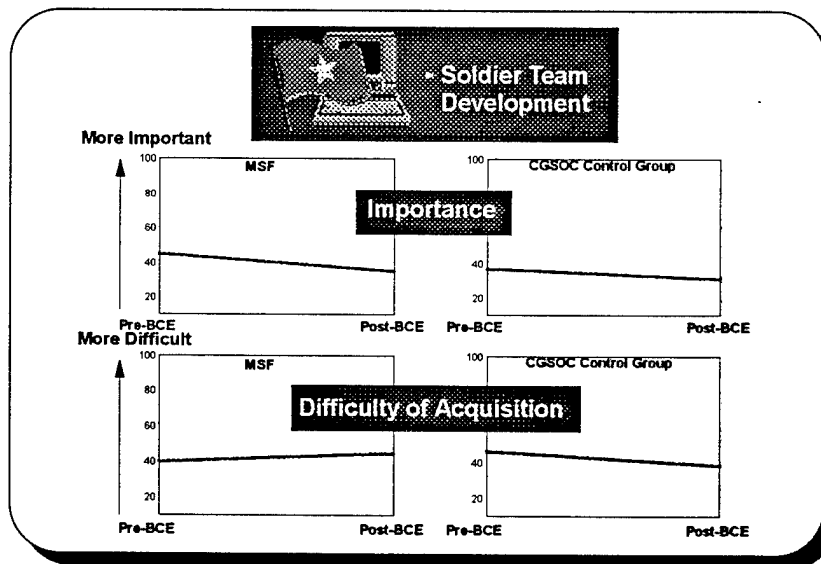 - Soldier Team
Development
More Important
MSF
CGSOC Control Group
Importance
100
80
60
40
20
100
40
20
Pre-BCE
Post-BCE
Pre-BCE
Post-BCE
More Difficult
MSF
CGSOC Control Group
Difficulty of Acquisition
100
80
60
40
20
100
40
20
Pre-BCE
Post-BCE
Pre-BCE
Post-BCE